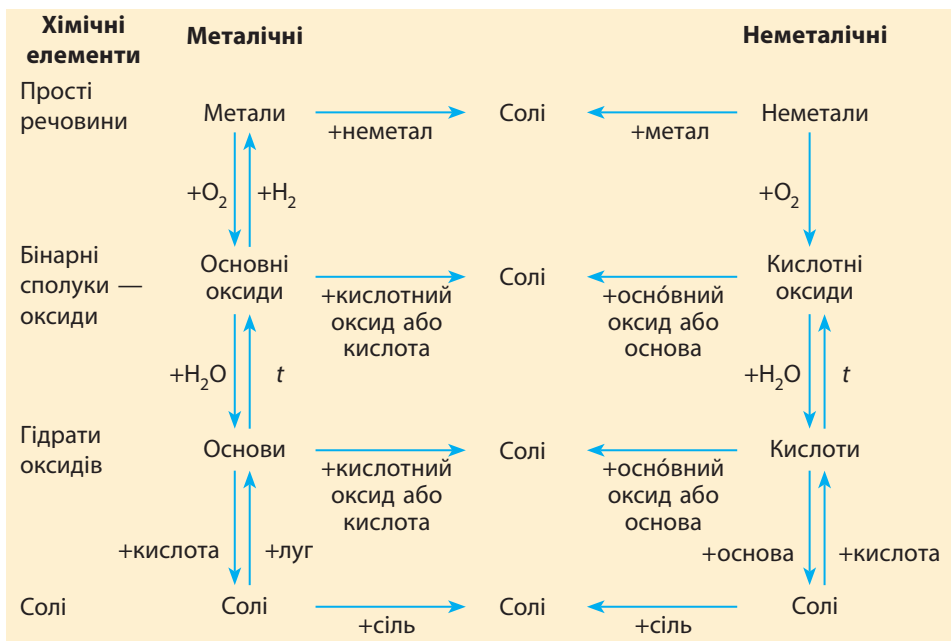 Хімічні елементи Металічні Неметалічні
Прості речовини Метали Солі Неметали
+неметал +метал
+O₂ +H₂ +O₂
Бінарні сполуки — оксиди Основні оксиди Солі Кислотні оксиди
+кислотний оксид або кислота +осно́вний оксид або основа
+H₂O t +H₂O t
Гідрати оксидів Основи Солі Кислоти
+кислотний оксид або кислота +осно́вний оксид або основа
+кислота +луг +основа +кислота
Солі Солі Солі Солі
+сіль +сіль